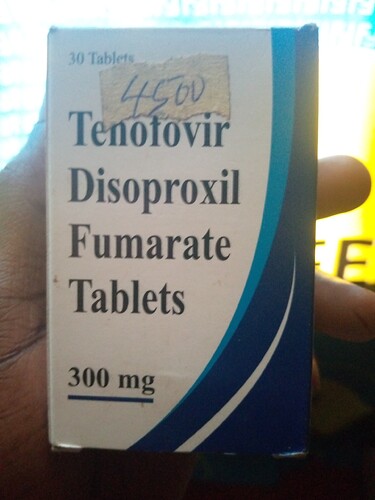 30 Tablets
4500
Tenofovir
Disoproxil
Fumarate
Tablets
300 mg